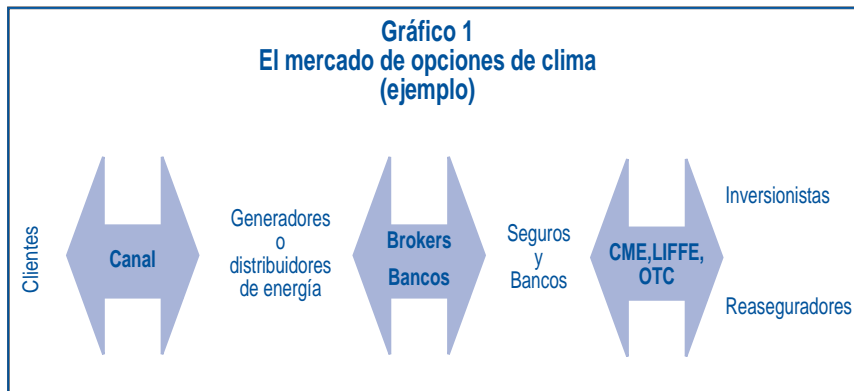 Gráfico 1
El mercado de opciones de clima
(ejemplo)
Clientes
Canal
Generadores
o
distribuidores
de energía
Brokers
Bancos
Seguros
y
Bancos
CME,LIFFE,
OTC
Inversionistas
Reaseguradores